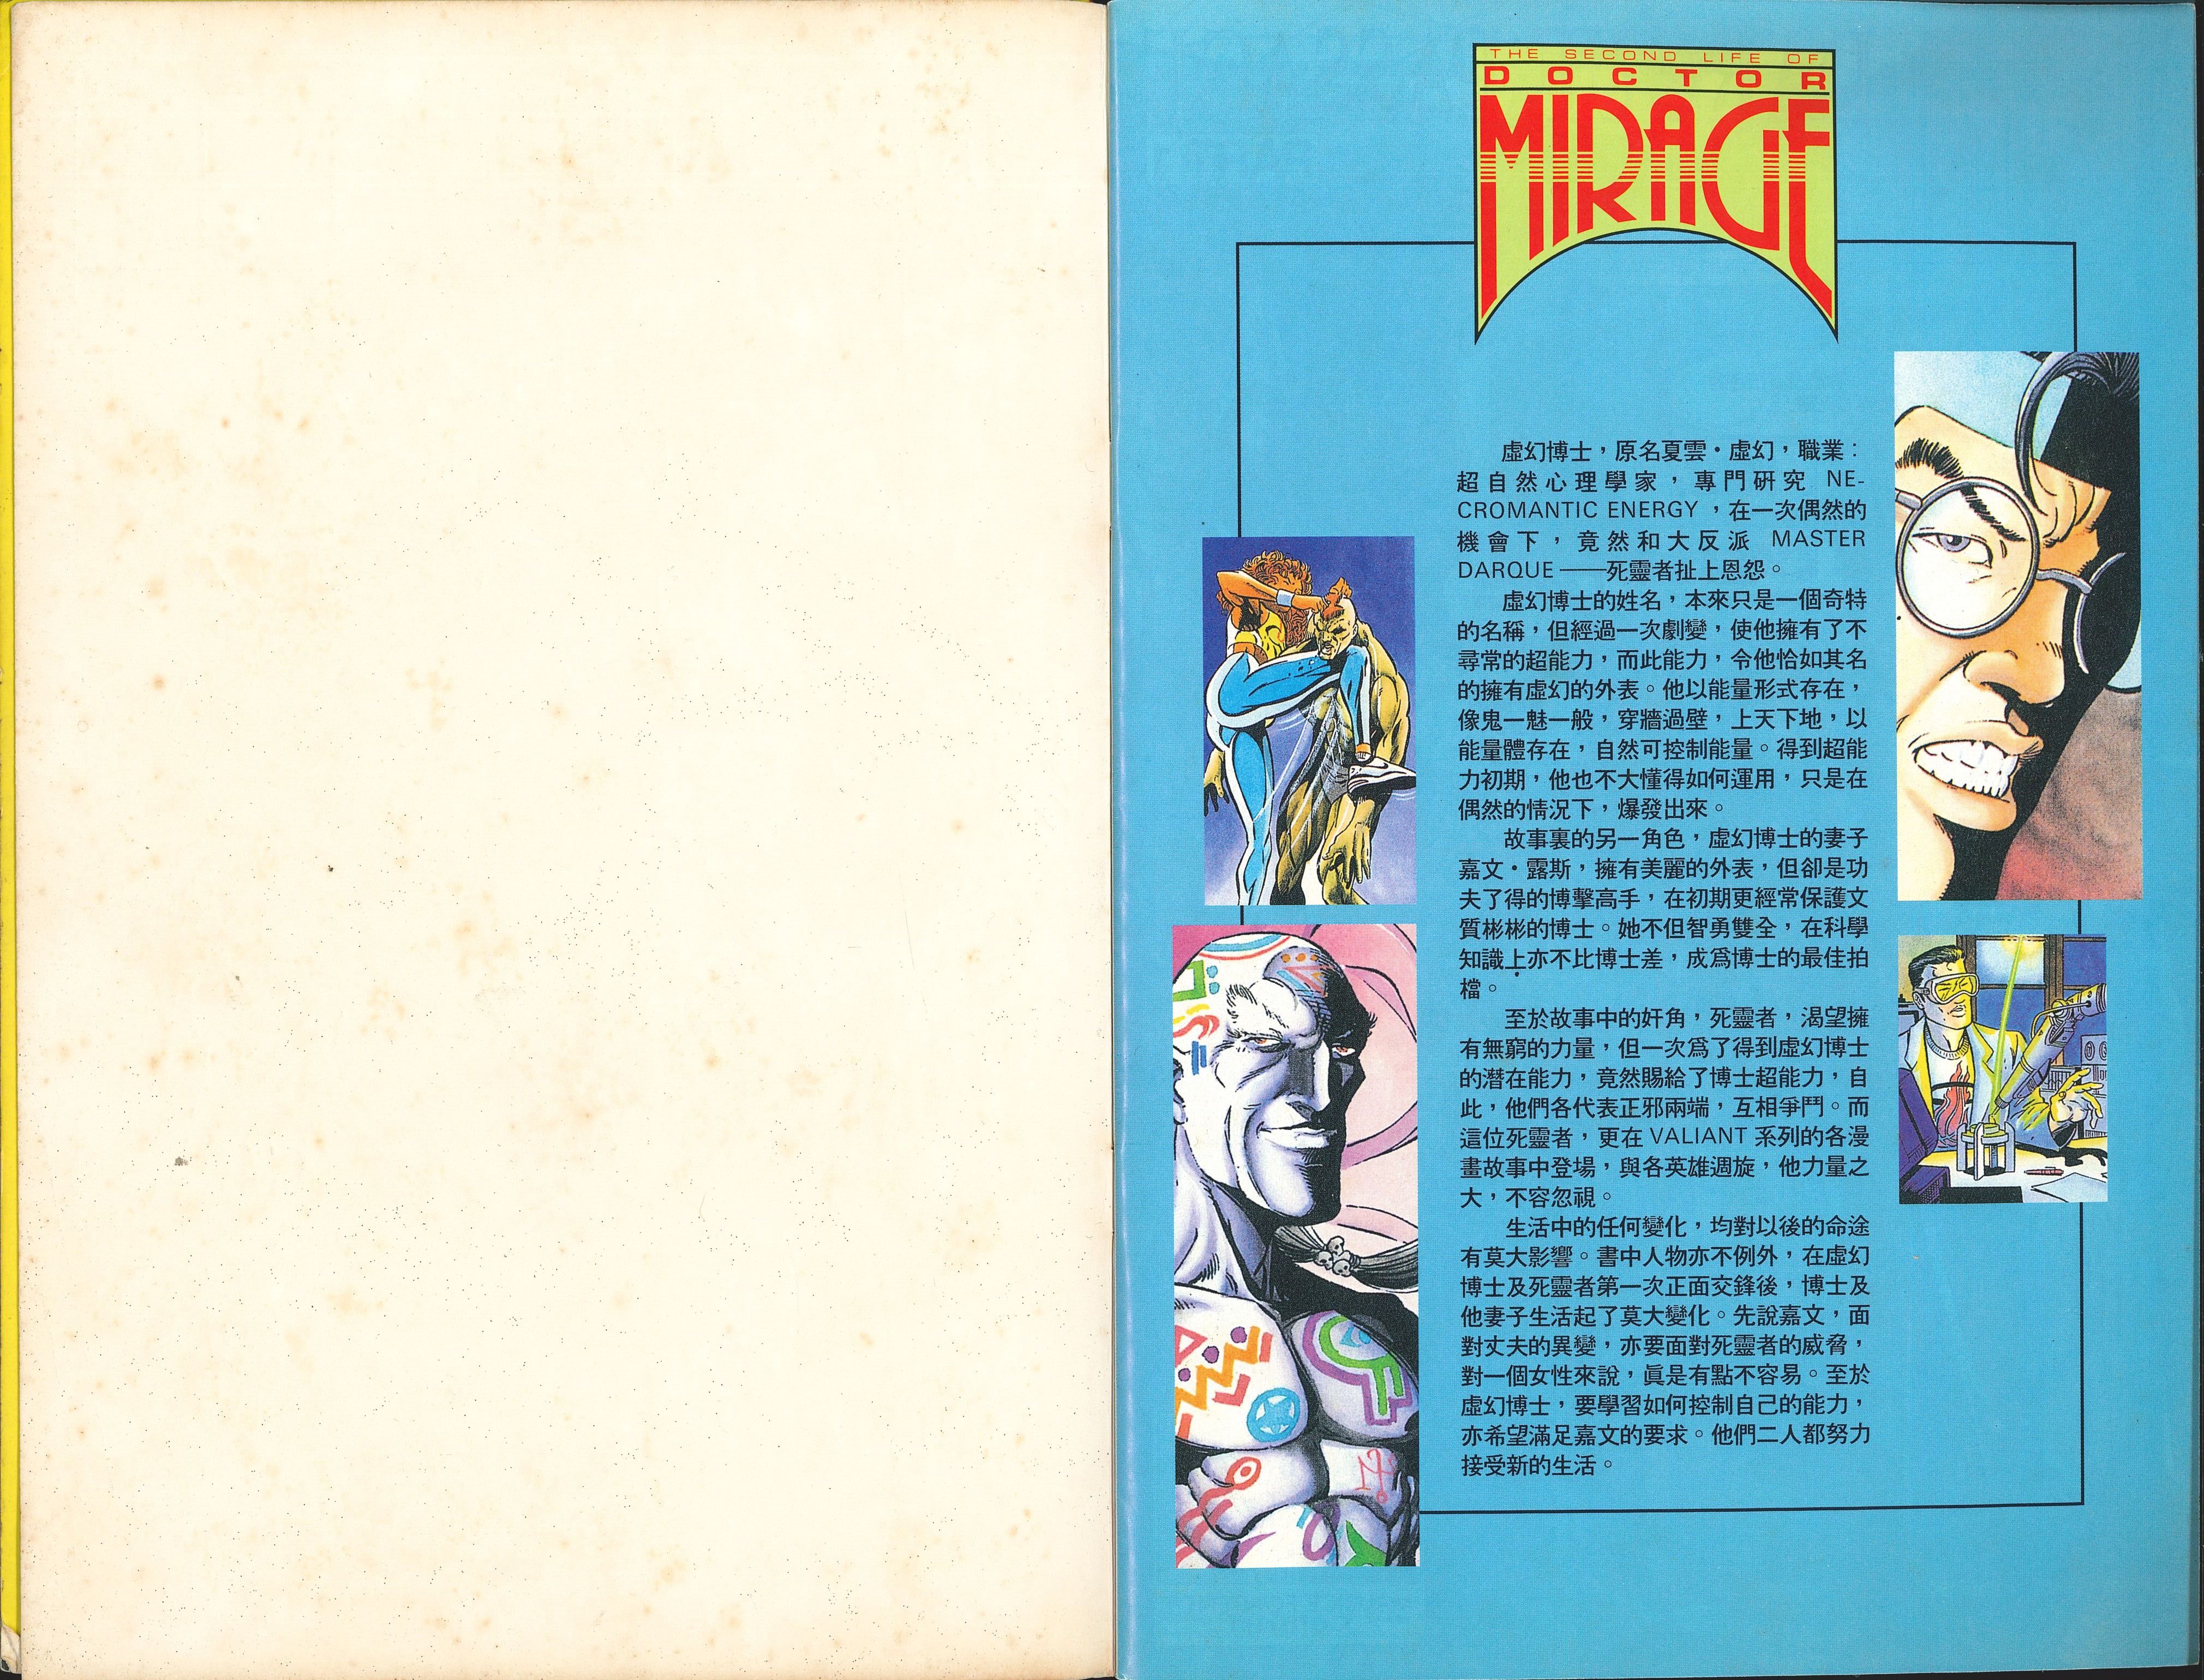 THE SECOND LIFE OF
DOCTOR
MIRAGE
虛幻博士，原名夏雲・虛幻，職業：
超自然心理學家，專門研究 NE-
CROMANTIC ENERGY，在一次偶然的
機會下，竟然和大反派 MASTER
DARQUE——死靈者扯上恩怨。
虛幻博士的姓名，本來只是一個奇特
的名稱，但經過一次劇變，使他擁有了不
尋常的超能力，而此能力，令他恰如其名
的擁有虛幻的外表。他以能量形式存在，
像鬼一魅一般，穿牆過壁，上天下地，以
能量體存在，自然可控制能量。得到超能
力初期，他也不大懂得如何運用，只是在
偶然的情況下，爆發出來。
故事裏的另一角色，虛幻博士的妻子
嘉文・露斯，擁有美麗的外表，但卻是功
夫了得的博擊高手，在初期更經常保護文
質彬彬的博士。她不但智勇雙全，在科學
知識上亦不比博士差，成爲博士的最佳拍
檔。
至於故事中的奸角，死靈者，渴望擁
有無窮的力量，但一次爲了得到虛幻博士
的潛在能力，竟然賜給了博士超能力，自
此，他們各代表正邪兩端，互相爭鬥。而
這位死靈者，更在 VALIANT 系列的各漫
畫故事中登場，與各英雄週旋，他力量之
大，不容忽視。
生活中的任何變化，均對以後的命途
有莫大影響。書中人物亦不例外，在虛幻
博士及死靈者第一次正面交鋒後，博士及
他妻子生活起了莫大變化。先說嘉文，面
對丈夫的異變，亦要面對死靈者的威脅，
對一個女性來說，眞是有點不容易。至於
虛幻博士，要學習如何控制自己的能力，
亦希望滿足嘉文的要求。他們二人都努力
接受新的生活。